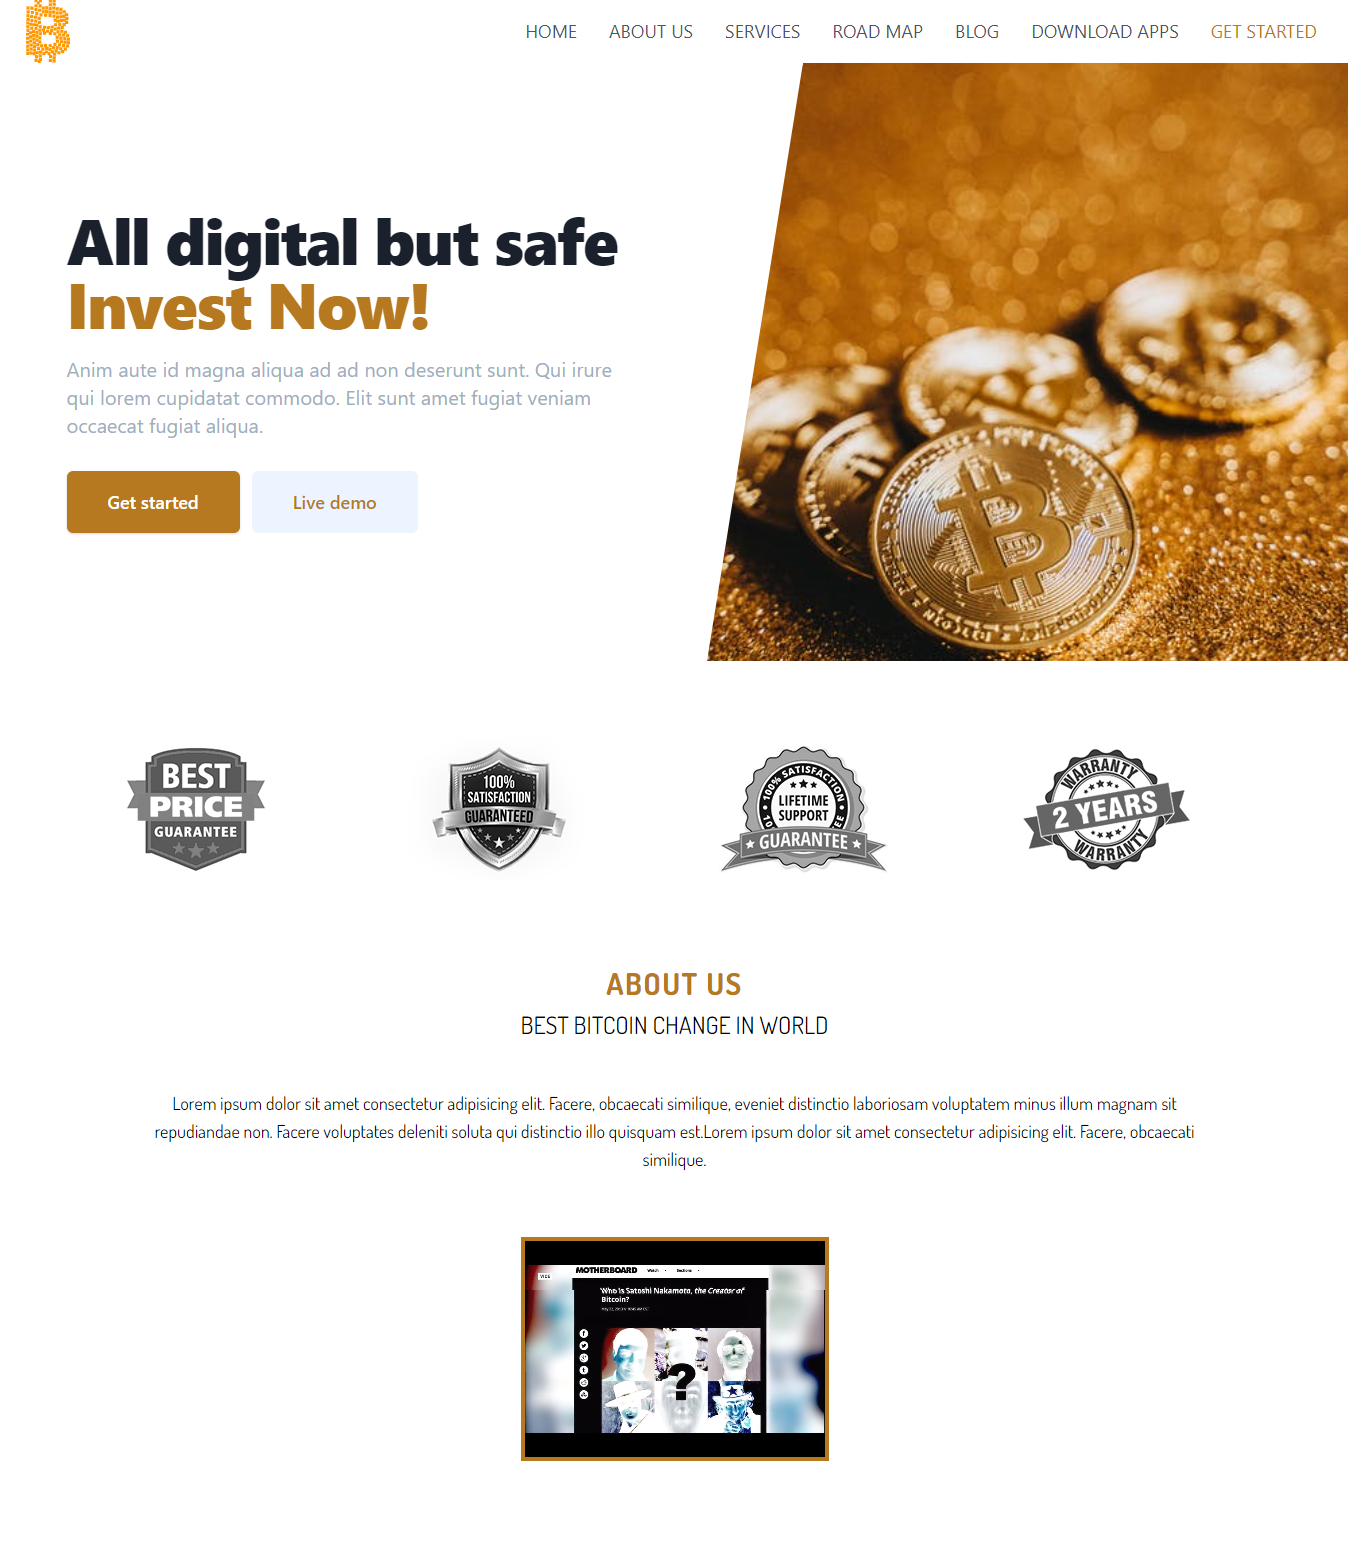 HOME ABOUT US SERVICES ROAD MAP BLOG DOWNLOAD APPS GET STARTED
All digital but safe
Invest Now!
Anim aute id magna aliqua ad ad non deserunt sunt. Qui irure
qui lorem cupidatat commodo. Elit sunt amet fugiat veniam
occaecat fugiat aliqua.
Get started Live demo
BEST
PRICE
GUARANTEE
100%
SATISFACTION
GUARANTEED
100% SATISFACTION
LIFETIME
SUPPORT
GUARANTEE
WARRANTY
2 YEARS
WARRANTY
ABOUT US
BEST BITCOIN CHANGE IN WORLD
Lorem ipsum dolor sit amet consectetur adipisicing elit. Facere, obcaecati similique, eveniet distinctio laboriosam voluptatem minus illum magnam sit
repudiandae non. Facere voluptates deleniti soluta qui distinctio illo quisquam est.Lorem ipsum dolor sit amet consectetur adipisicing elit. Facere, obcaecati
similique.
VICE MOTHERBOARD Watch Sections
'Who is Satoshi Nakamoto, the Creator of
Bitcoin?
?